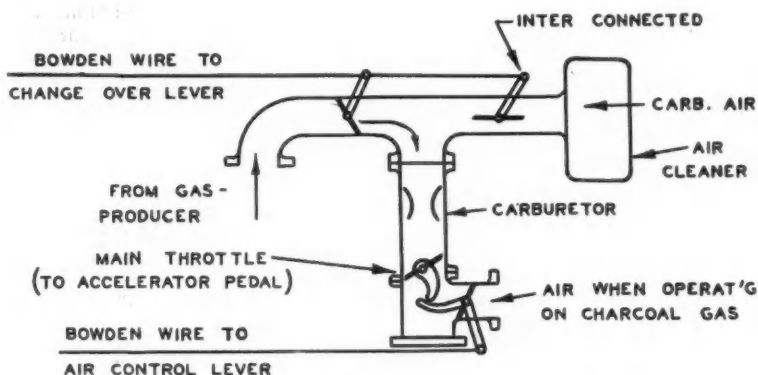 INTER CONNECTED
BOWDEN WIRE TO
CHANGE OVER LEVER
CARB. AIR
AIR
CLEANER
FROM GAS-
PRODUCER
CARBURETOR
MAIN THROTTLE
(TO ACCELERATOR PEDAL)
AIR WHEN OPERAT'G
ON CHARCOAL GAS
BOWDEN WIRE TO
AIR CONTROL LEVER